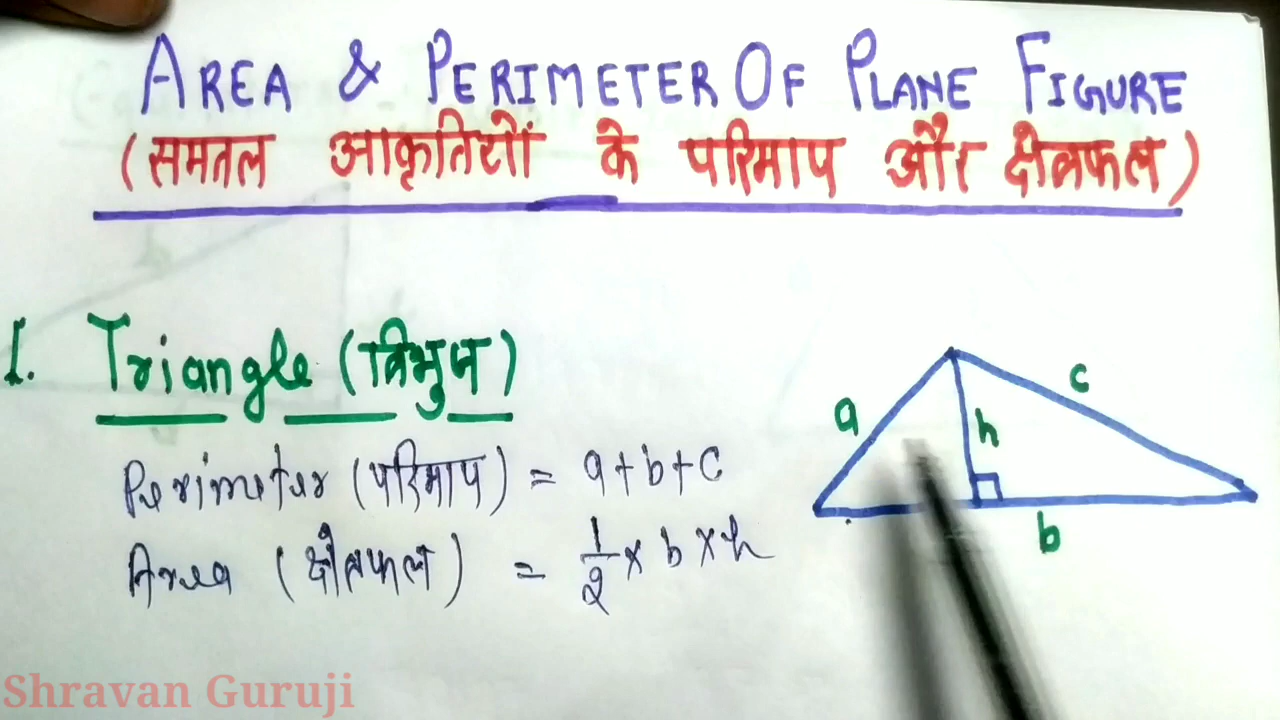 AREA & PERIMETER OF PLANE FIGURE
(समतल आकृतियों के परिमाप और क्षेत्रफल)
1. Triangle (त्रिभुज)
Perimeter (परिमाप) = a+b+c
Area (क्षेत्रफल) = 1/2 × b × h
a
h
c
b
Shravan Guruji